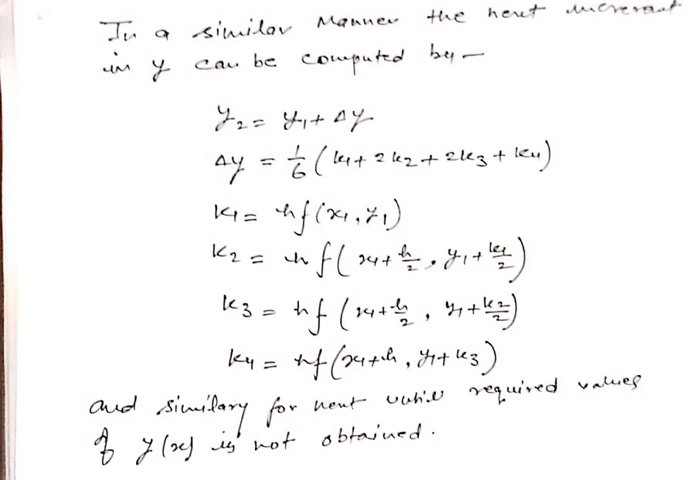 In a similar manner the next increment
in y can be computed by —
y₂ = y₁ + Δy
Δy = 1/6 (k₁ + 2k₂ + 2k₃ + k₄)
k₁ = hf(x₁, y₁)
k₂ = hf(x₁ + h/2, y₁ + k₁/2)
k₃ = hf(x₁ + h/2, y₁ + k₂/2)
k₄ = hf(x₁ + h, y₁ + k₃)
and similary for next until required values
of y(x) is not obtained.